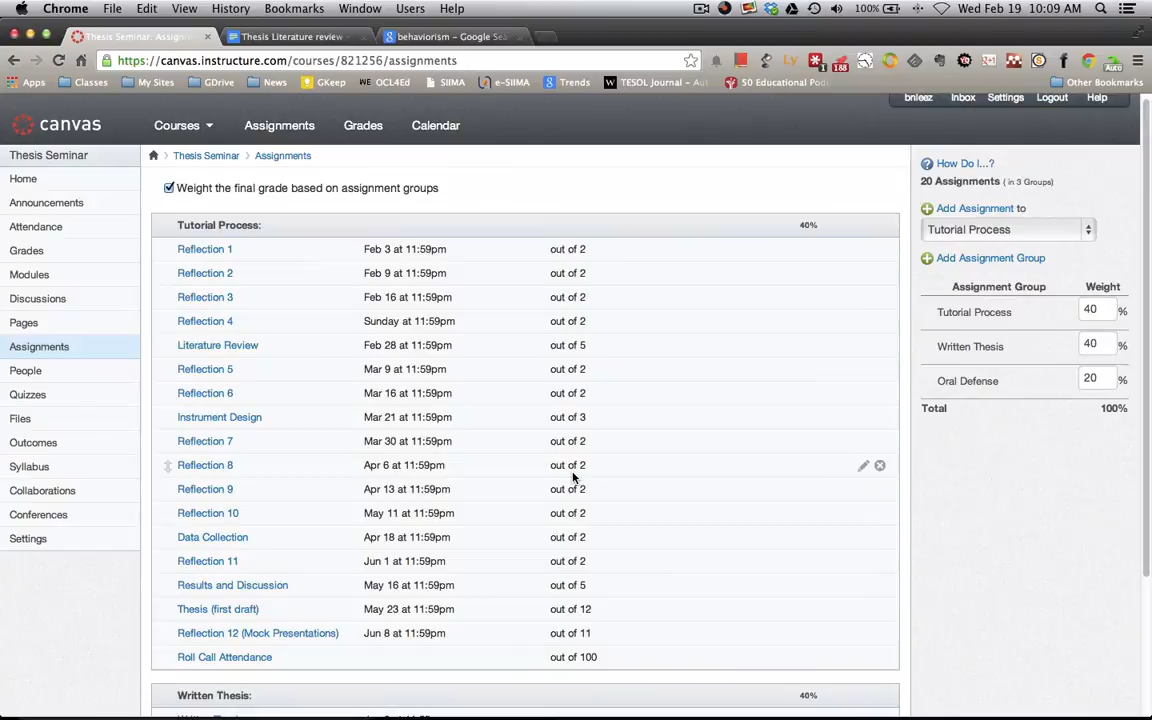 Chrome File Edit View History Bookmarks Window Users Help 100% Wed Feb 19 10:09 AM
Thesis Seminar: Assign Thesis Literature review behaviorism - Google Se
https://canvas.instructure.com/courses/821256/assignments
Apps Classes My Sites GDrive News GKeep OCL4Ed SIIMA e-SIIMA Trends TESOL Journal – Au 50 Educational Pod Other Bookmarks
bnleez Inbox Settings Logout Help
canvas Courses Assignments Grades Calendar
Thesis Seminar
Home
Announcements
Attendance
Grades
Modules
Discussions
Pages
Assignments
People
Quizzes
Files
Outcomes
Syllabus
Collaborations
Conferences
Settings
Thesis Seminar Assignments
Weight the final grade based on assignment groups
Tutorial Process: 40%
Reflection 1 Feb 3 at 11:59pm out of 2
Reflection 2 Feb 9 at 11:59pm out of 2
Reflection 3 Feb 16 at 11:59pm out of 2
Reflection 4 Sunday at 11:59pm out of 2
Literature Review Feb 28 at 11:59pm out of 5
Reflection 5 Mar 9 at 11:59pm out of 2
Reflection 6 Mar 16 at 11:59pm out of 2
Instrument Design Mar 21 at 11:59pm out of 3
Reflection 7 Mar 30 at 11:59pm out of 2
Reflection 8 Apr 6 at 11:59pm out of 2
Reflection 9 Apr 13 at 11:59pm out of 2
Reflection 10 May 11 at 11:59pm out of 2
Data Collection Apr 18 at 11:59pm out of 2
Reflection 11 Jun 1 at 11:59pm out of 2
Results and Discussion May 16 at 11:59pm out of 5
Thesis (first draft) May 23 at 11:59pm out of 12
Reflection 12 (Mock Presentations) Jun 8 at 11:59pm out of 11
Roll Call Attendance out of 100
Written Thesis: 40%
How Do I...?
20 Assignments ( in 3 Groups)
Add Assignment to
Tutorial Process
Add Assignment Group
Assignment Group Weight
Tutorial Process 40 %
Written Thesis 40 %
Oral Defense 20 %
Total 100%